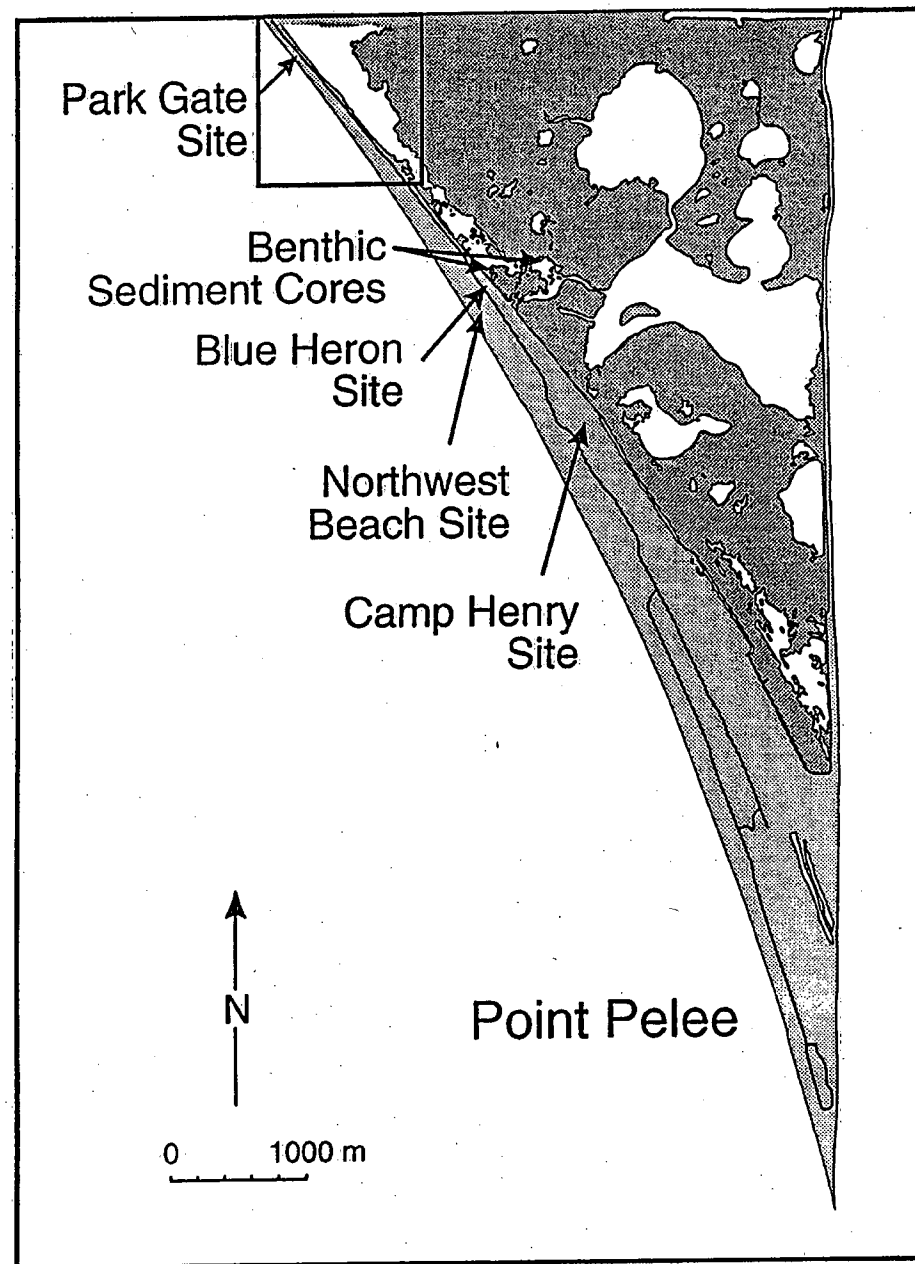 Park Gate
Site
Benthic
Sediment Cores
Blue Heron
Site
Northwest
Beach Site
Camp Henry
Site
N
Point Pelee
0 1000 m